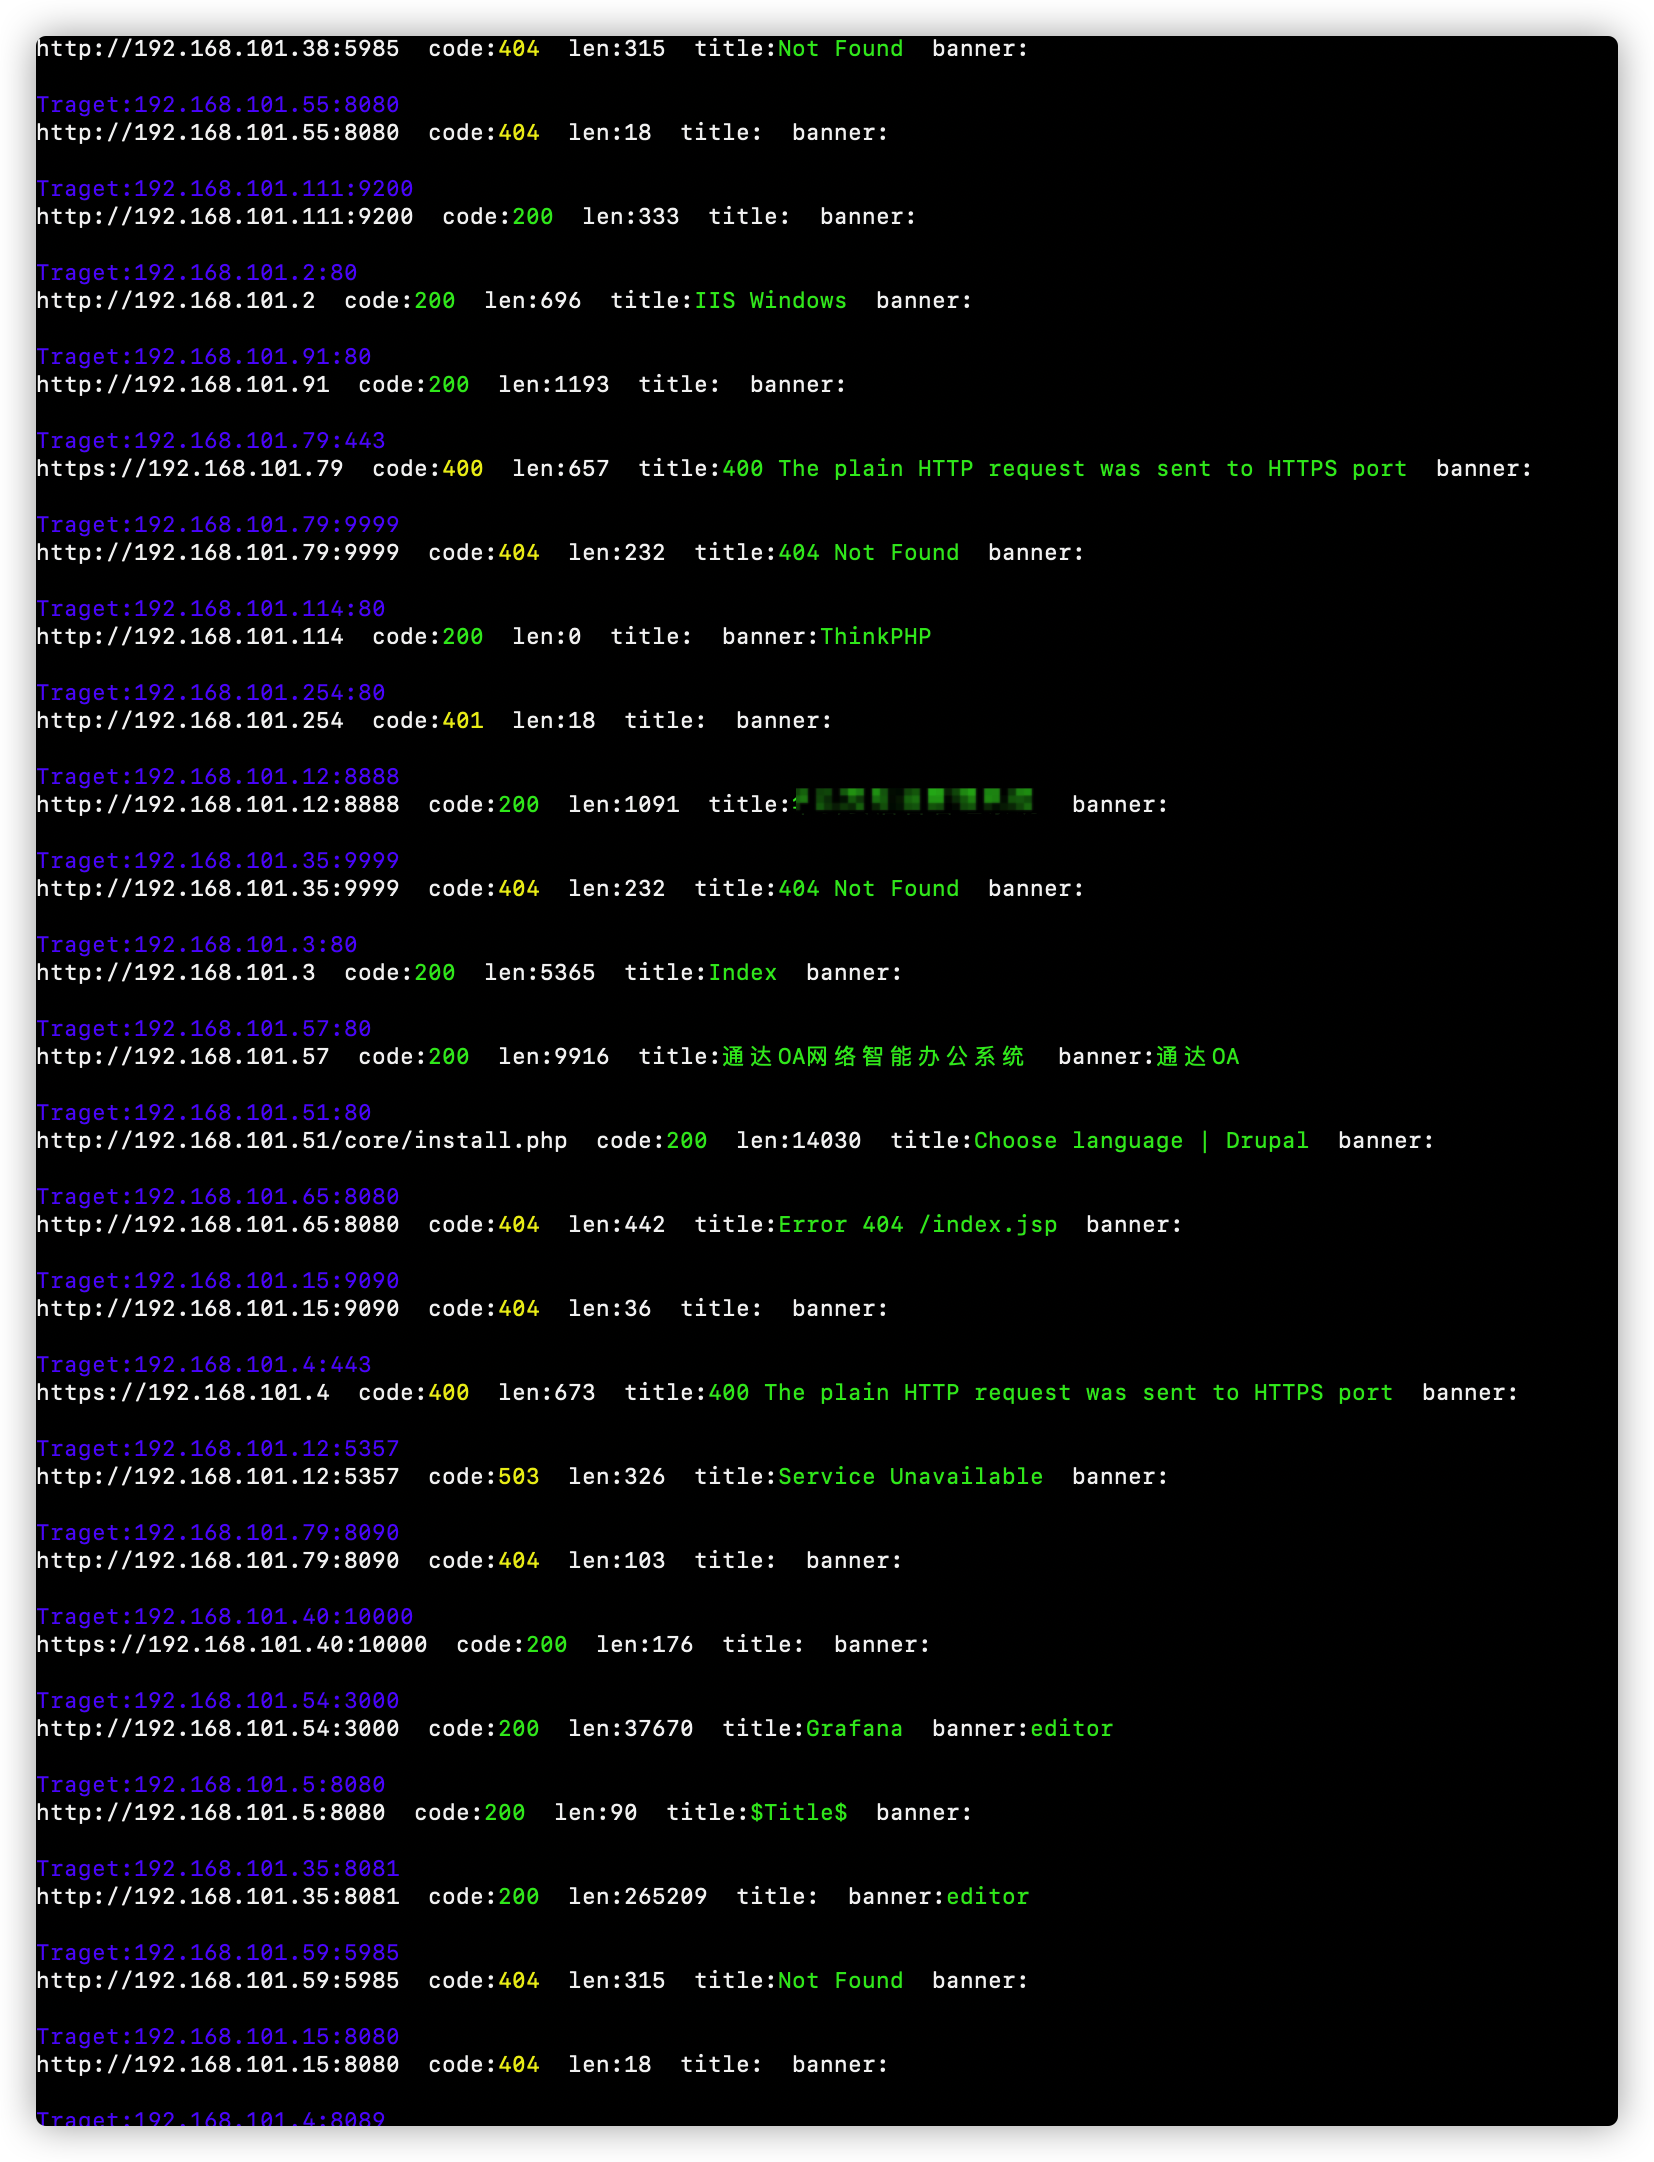 http://192.168.101.38:5985  code:404  len:315  title:Not Found  banner:
Traget:192.168.101.55:8080
http://192.168.101.55:8080  code:404  len:18  title:  banner:
Traget:192.168.101.111:9200
http://192.168.101.111:9200  code:200  len:333  title:  banner:
Traget:192.168.101.2:80
http://192.168.101.2  code:200  len:696  title:IIS Windows  banner:
Traget:192.168.101.91:80
http://192.168.101.91  code:200  len:1193  title:  banner:
Traget:192.168.101.79:443
https://192.168.101.79  code:400  len:657  title:400 The plain HTTP request was sent to HTTPS port  banner:
Traget:192.168.101.79:9999
http://192.168.101.79:9999  code:404  len:232  title:404 Not Found  banner:
Traget:192.168.101.114:80
http://192.168.101.114  code:200  len:0  title:  banner:ThinkPHP
Traget:192.168.101.254:80
http://192.168.101.254  code:401  len:18  title:  banner:
Traget:192.168.101.12:8888
http://192.168.101.12:8888  code:200  len:1091  title:  banner:
Traget:192.168.101.35:9999
http://192.168.101.35:9999  code:404  len:232  title:404 Not Found  banner:
Traget:192.168.101.3:80
http://192.168.101.3  code:200  len:5365  title:Index  banner:
Traget:192.168.101.57:80
http://192.168.101.57  code:200  len:9916  title:通达OA网络智能办公系统  banner:通达OA
Traget:192.168.101.51:80
http://192.168.101.51/core/install.php  code:200  len:14030  title:Choose language | Drupal  banner:
Traget:192.168.101.65:8080
http://192.168.101.65:8080  code:404  len:442  title:Error 404 /index.jsp  banner:
Traget:192.168.101.15:9090
http://192.168.101.15:9090  code:404  len:36  title:  banner:
Traget:192.168.101.4:443
https://192.168.101.4  code:400  len:673  title:400 The plain HTTP request was sent to HTTPS port  banner:
Traget:192.168.101.12:5357
http://192.168.101.12:5357  code:503  len:326  title:Service Unavailable  banner:
Traget:192.168.101.79:8090
http://192.168.101.79:8090  code:404  len:103  title:  banner:
Traget:192.168.101.40:10000
https://192.168.101.40:10000  code:200  len:176  title:  banner:
Traget:192.168.101.54:3000
http://192.168.101.54:3000  code:200  len:37670  title:Grafana  banner:editor
Traget:192.168.101.5:8080
http://192.168.101.5:8080  code:200  len:90  title:$Title$  banner:
Traget:192.168.101.35:8081
http://192.168.101.35:8081  code:200  len:265209  title:  banner:editor
Traget:192.168.101.59:5985
http://192.168.101.59:5985  code:404  len:315  title:Not Found  banner:
Traget:192.168.101.15:8080
http://192.168.101.15:8080  code:404  len:18  title:  banner:
Traget:192.168.101.4:8089